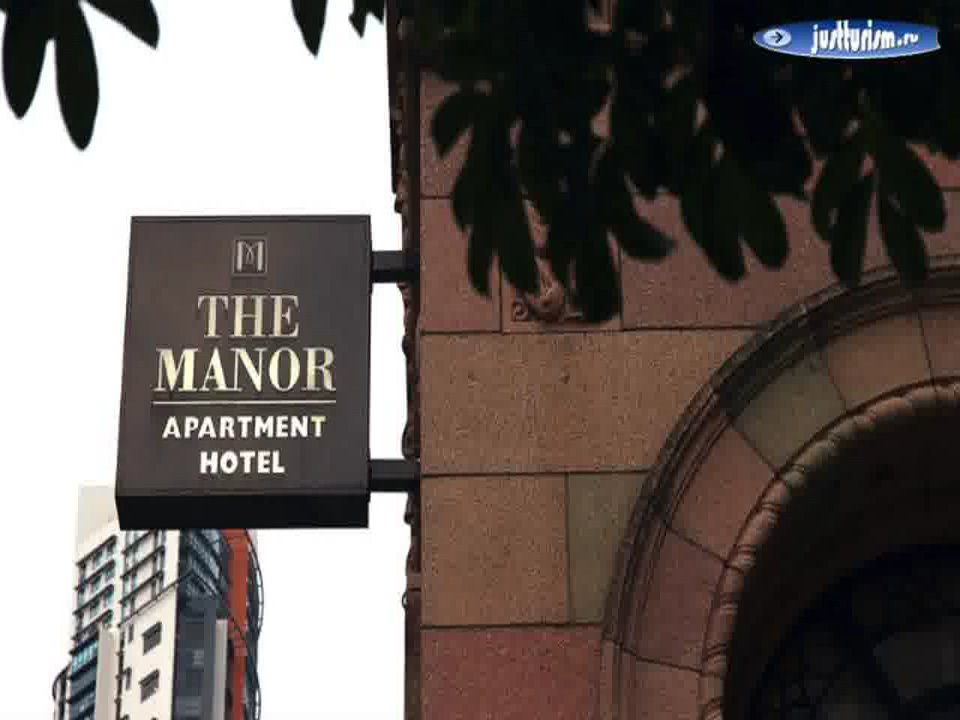 justturism.ru
M
THE
MANOR
APARTMENT
HOTEL